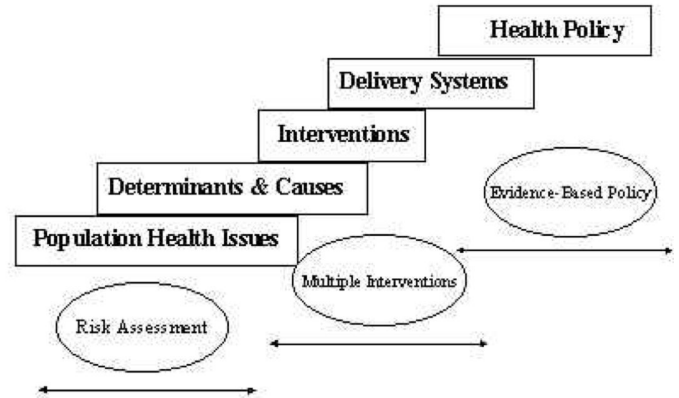 Health Policy
Delivery Systems
Interventions
Determinants & Causes
Evidence-Based Policy
Population Health Issues
Multiple Interventions
Risk Assessment